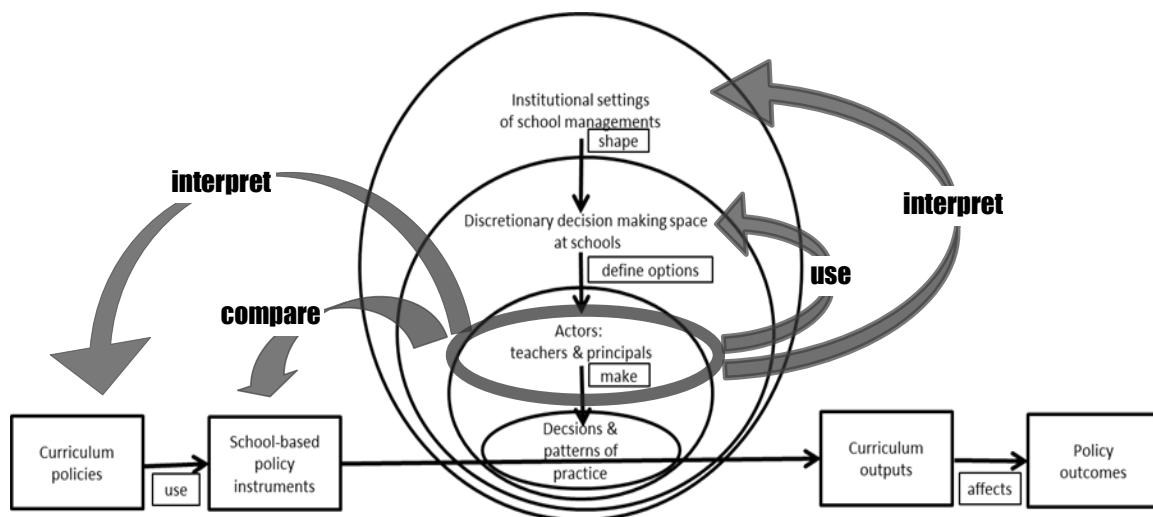 Institutional settings
of school managements
shape
interpret
interpret
Discretionary decision making space
at schools
define options
use
compare
Actors:
teachers & principals
make
Curriculum
policies
use
School-based
policy
instruments
Decsions &
patterns of
practice
Curriculum
outputs
affects
Policy
outcomes